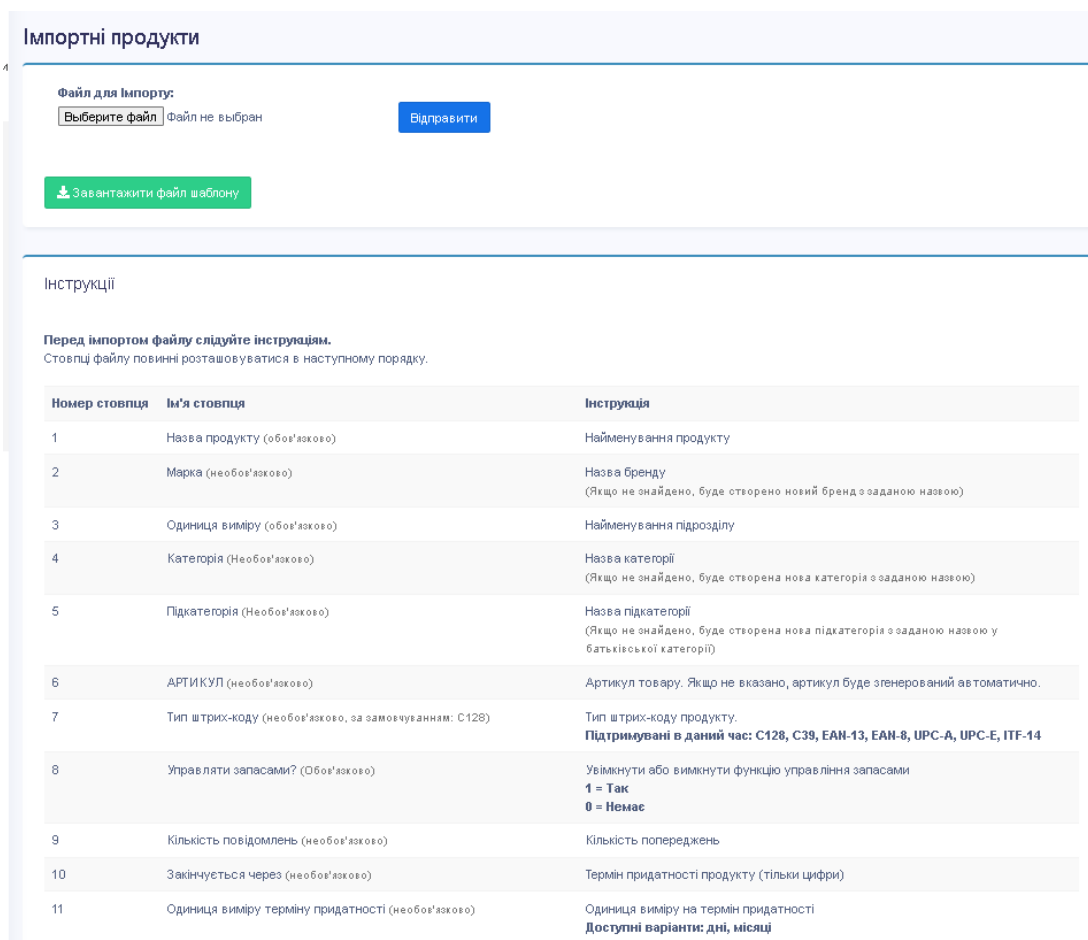 Імпортні продукти
Файл для імпорту:
Выберите файл Файл не выбран
Відправити
Завантажити файл шаблону
Інструкції
Перед імпортом файлу слідуйте інструкціям.
Стовпці файлу повинні розташовуватися в наступному порядку.
Номер стовпця Ім'я стовпця Інструкція
1 Назва продукту (обов'язково) Найменування продукту
2 Марка (необов'язково) Назва бренду
(Якщо не знайдено, буде створено новий бренд з заданою назвою)
3 Одиниця виміру (обов'язково) Найменування підрозділу
4 Категорія (Необов'язково) Назва категорії
(Якщо не знайдено, буде створена нова категорія з заданою назвою)
5 Підкатегорія (Необов'язково) Назва підкатегорії
(Якщо не знайдено, буде створена нова підкатегорія з заданою назвою у
батьківської категорії)
6 АРТИКУЛ (необов'язково) Артикул товару. Якщо не вказано, артикул буде згенерований автоматично.
7 Тип штрих-коду (необов'язково, за замовчуванням: C128) Тип штрих-коду продукту.
Підтримувані в даний час: C128, C39, EAN-13, EAN-8, UPC-A, UPC-E, ITF-14
8 Управляти запасами? (Обов'язково) Увімкнути або вимкнути функцію управління запасами
1 = Так
0 = Немає
9 Кількість повідомлень (необов'язково) Кількість попереджень
10 Закінчується через (необов'язково) Термін придатності продукту (тільки цифри)
11 Одиниця виміру терміну придатності (необов'язково) Одиниця виміру на термін придатності
Доступні варіанти: дні, місяці